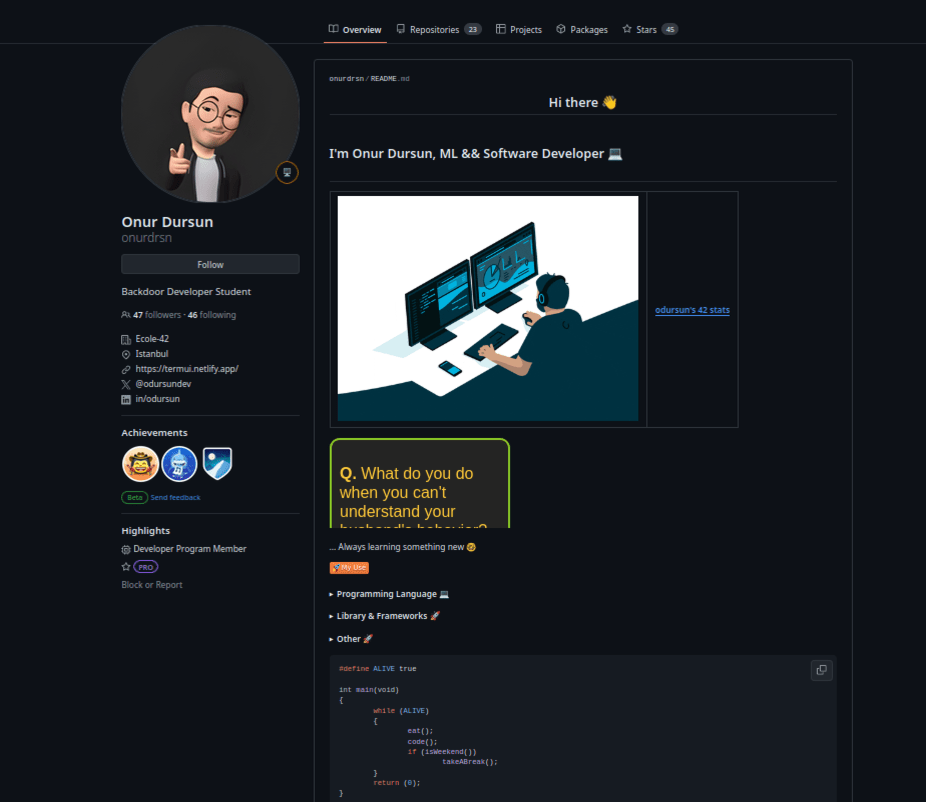 Overview Repositories 23 Projects Packages Stars 45
Onur Dursun
onurdrsn
Follow
Backdoor Developer Student
47 followers · 46 following
Ecole-42
Istanbul
https://termui.netlify.app/
@odursundev
in/odursun
Achievements
Beta Send feedback
Highlights
Developer Program Member
PRO
Block or Report
onurdrsn/README.md
Hi there 👋
I'm Onur Dursun, ML && Software Developer 💻
odursun's 42 stats
Q. What do you do
when you can't
understand your
husband's behavior?
... Always learning something new 🤓
🚀 My Use
▸ Programming Language 💻
▸ Library & Frameworks 🚀
▸ Other 🚀
#define ALIVE true
int main(void)
{
while (ALIVE)
{
eat();
code();
if (isWeekend())
takeABreak();
}
return (0);
}